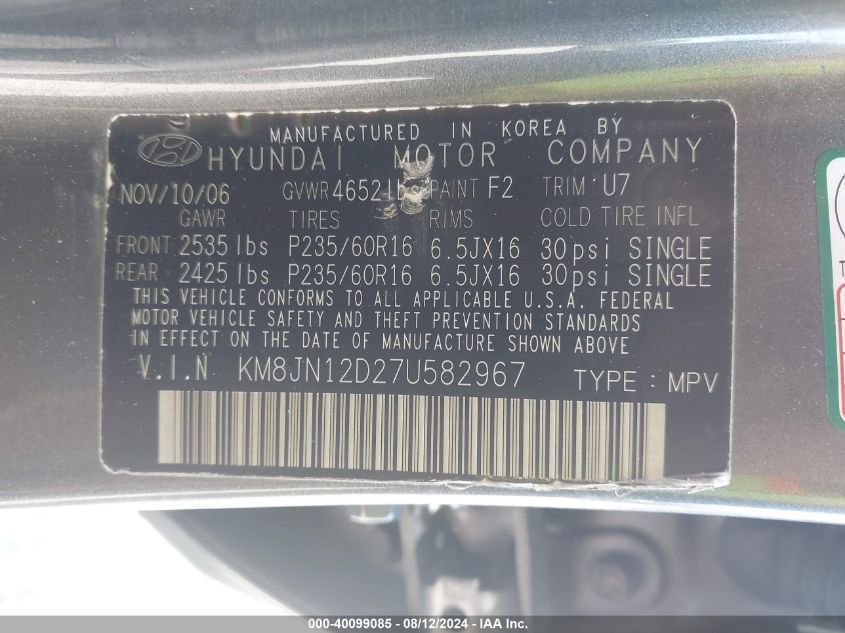 MANUFACTURED IN KOREA BY
HYUNDAI MOTOR COMPANY
NOV/10/06 GVWR 4652 lbs PAINT F2 TRIM U7
GAWR TIRES RIMS COLD TIRE INFL
FRONT 2535 lbs P235/60R16 6.5JX16 30psi SINGLE
REAR 2425 lbs P235/60R16 6.5JX16 30psi SINGLE
THIS VEHICLE CONFORMS TO ALL APPLICABLE U.S.A. FEDERAL
MOTOR VEHICLE SAFETY AND THEFT PREVENTION STANDARDS
IN EFFECT ON THE DATE OF MANUFACTURE SHOWN ABOVE
V.I.N KM8JN12D27U582967 TYPE : MPV
#000-40099085 - 08/12/2024 - IAA Inc.